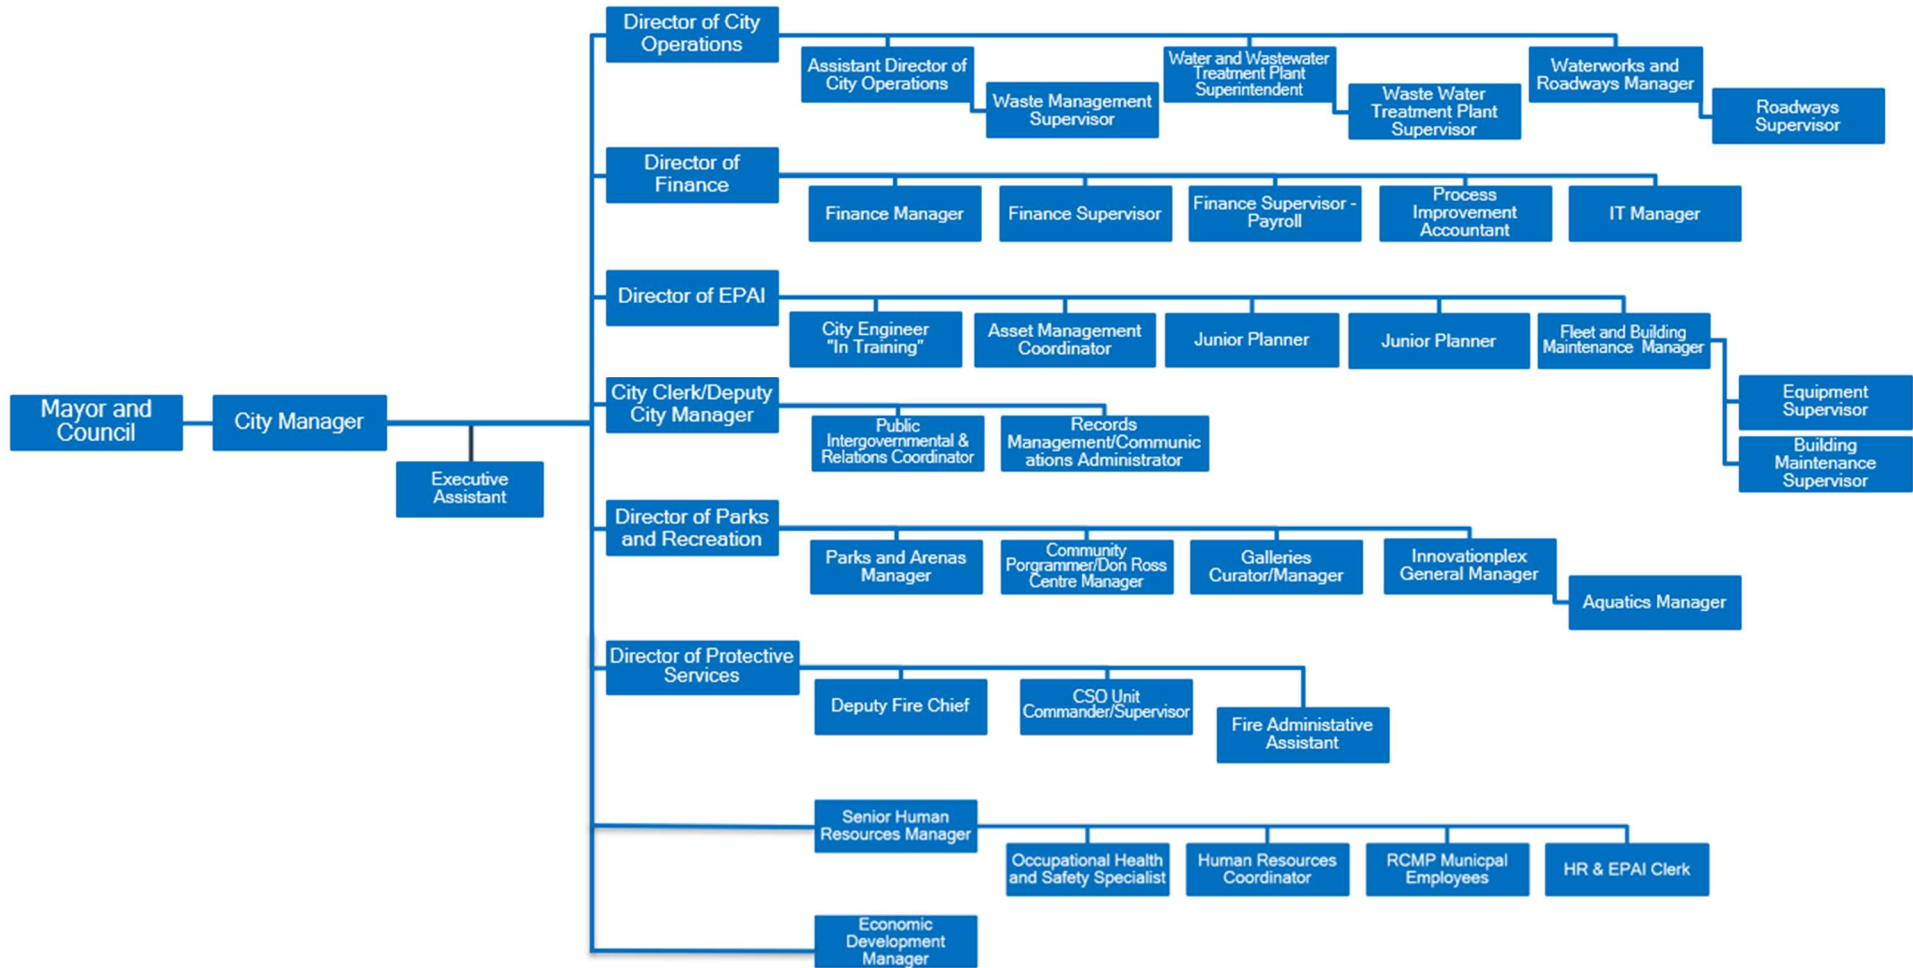 Director of City
Operations
Assistant Director of
City Operations
Waste Management
Supervisor
Water and Wastewater
Treatment Plant
Superintendent
Waste Water
Treatment Plant
Supervisor
Waterworks and
Roadways Manager
Roadways
Supervisor
Director of
Finance
Finance Manager
Finance Supervisor
Finance Supervisor -
Payroll
Process
Improvement
Accountant
IT Manager
Director of EPAI
City Engineer
"In Training"
Asset Management
Coordinator
Junior Planner
Junior Planner
Fleet and Building
Maintenance Manager
Equipment
Supervisor
Building
Maintenance
Supervisor
Mayor and
Council
City Manager
Executive
Assistant
City Clerk/Deputy
City Manager
Public
Intergovernmental &
Relations Coordinator
Records
Management/Communic
ations Administrator
Director of Parks
and Recreation
Parks and Arenas
Manager
Community
Porgrammer/Don Ross
Centre Manager
Galleries
Curator/Manager
Innovationplex
General Manager
Aquatics Manager
Director of Protective
Services
Deputy Fire Chief
CSO Unit
Commander/Supervisor
Fire Administative
Assistant
Senior Human
Resources Manager
Occupational Health
and Safety Specialist
Human Resources
Coordinator
RCMP Municpal
Employees
HR & EPAI Clerk
Economic
Development
Manager